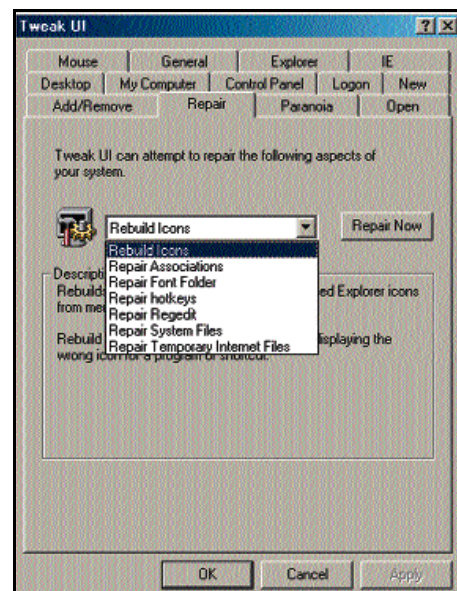 Tweak UI
Mouse General Explorer IE
Desktop My Computer Control Panel Logon New
Add/Remove Repair Paranoia Open
Tweak UI can attempt to repair the following aspects of
your system.
Rebuild Icons
Repair Now
Rebuild Icons
Repair Associations
Repair Font Folder
Repair hotkeys
Repair Regedit
Repair System Files
Repair Temporary Internet Files
Rebuild ed Explorer icons
from
Rebuild isplaying the
wrong icon for a program or shortcut.
OK Cancel Apply